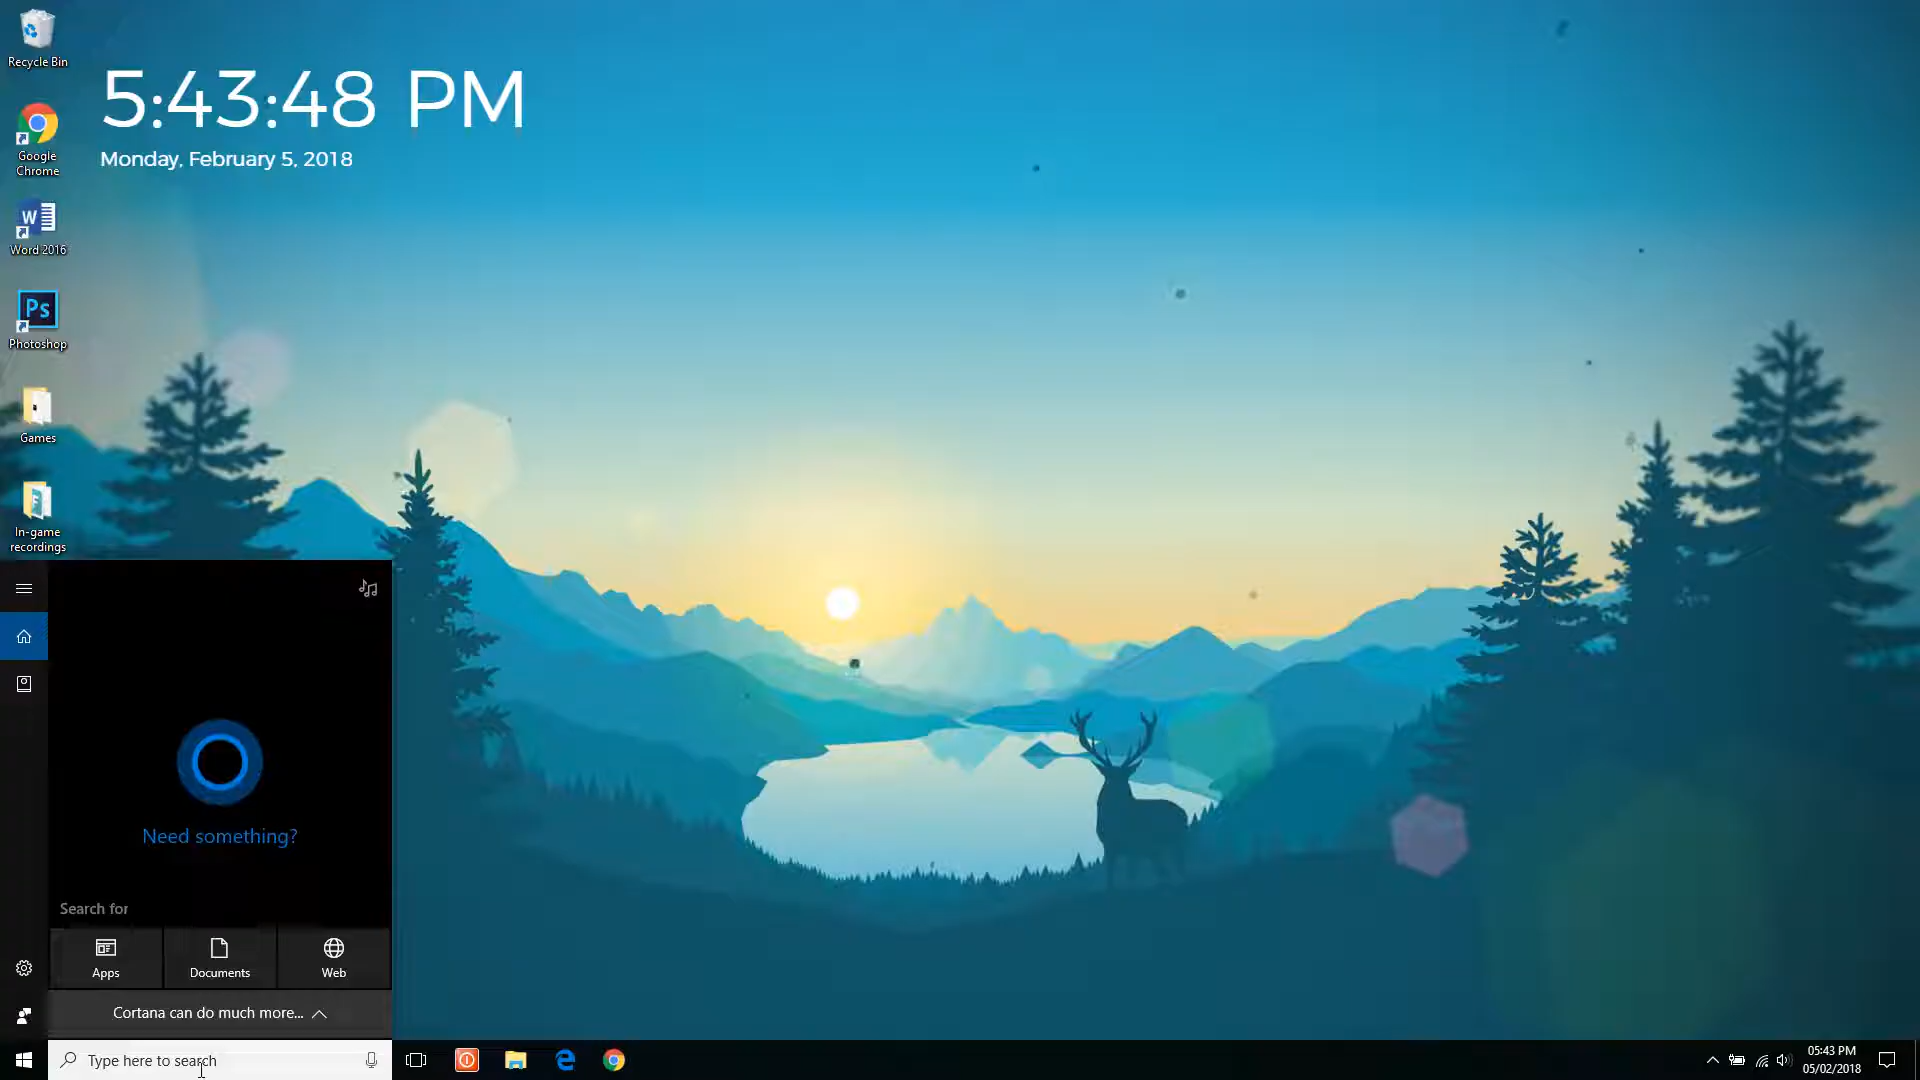 Recycle Bin
5:43:48 PM
Monday, February 5, 2018
Google
Chrome
W
Word 2016
Ps
Photoshop
Games
In-game
recordings
Need something?
Search for
Apps
Documents
Web
Cortana can do much more...
Type here to search
05:43 PM
05/02/2018